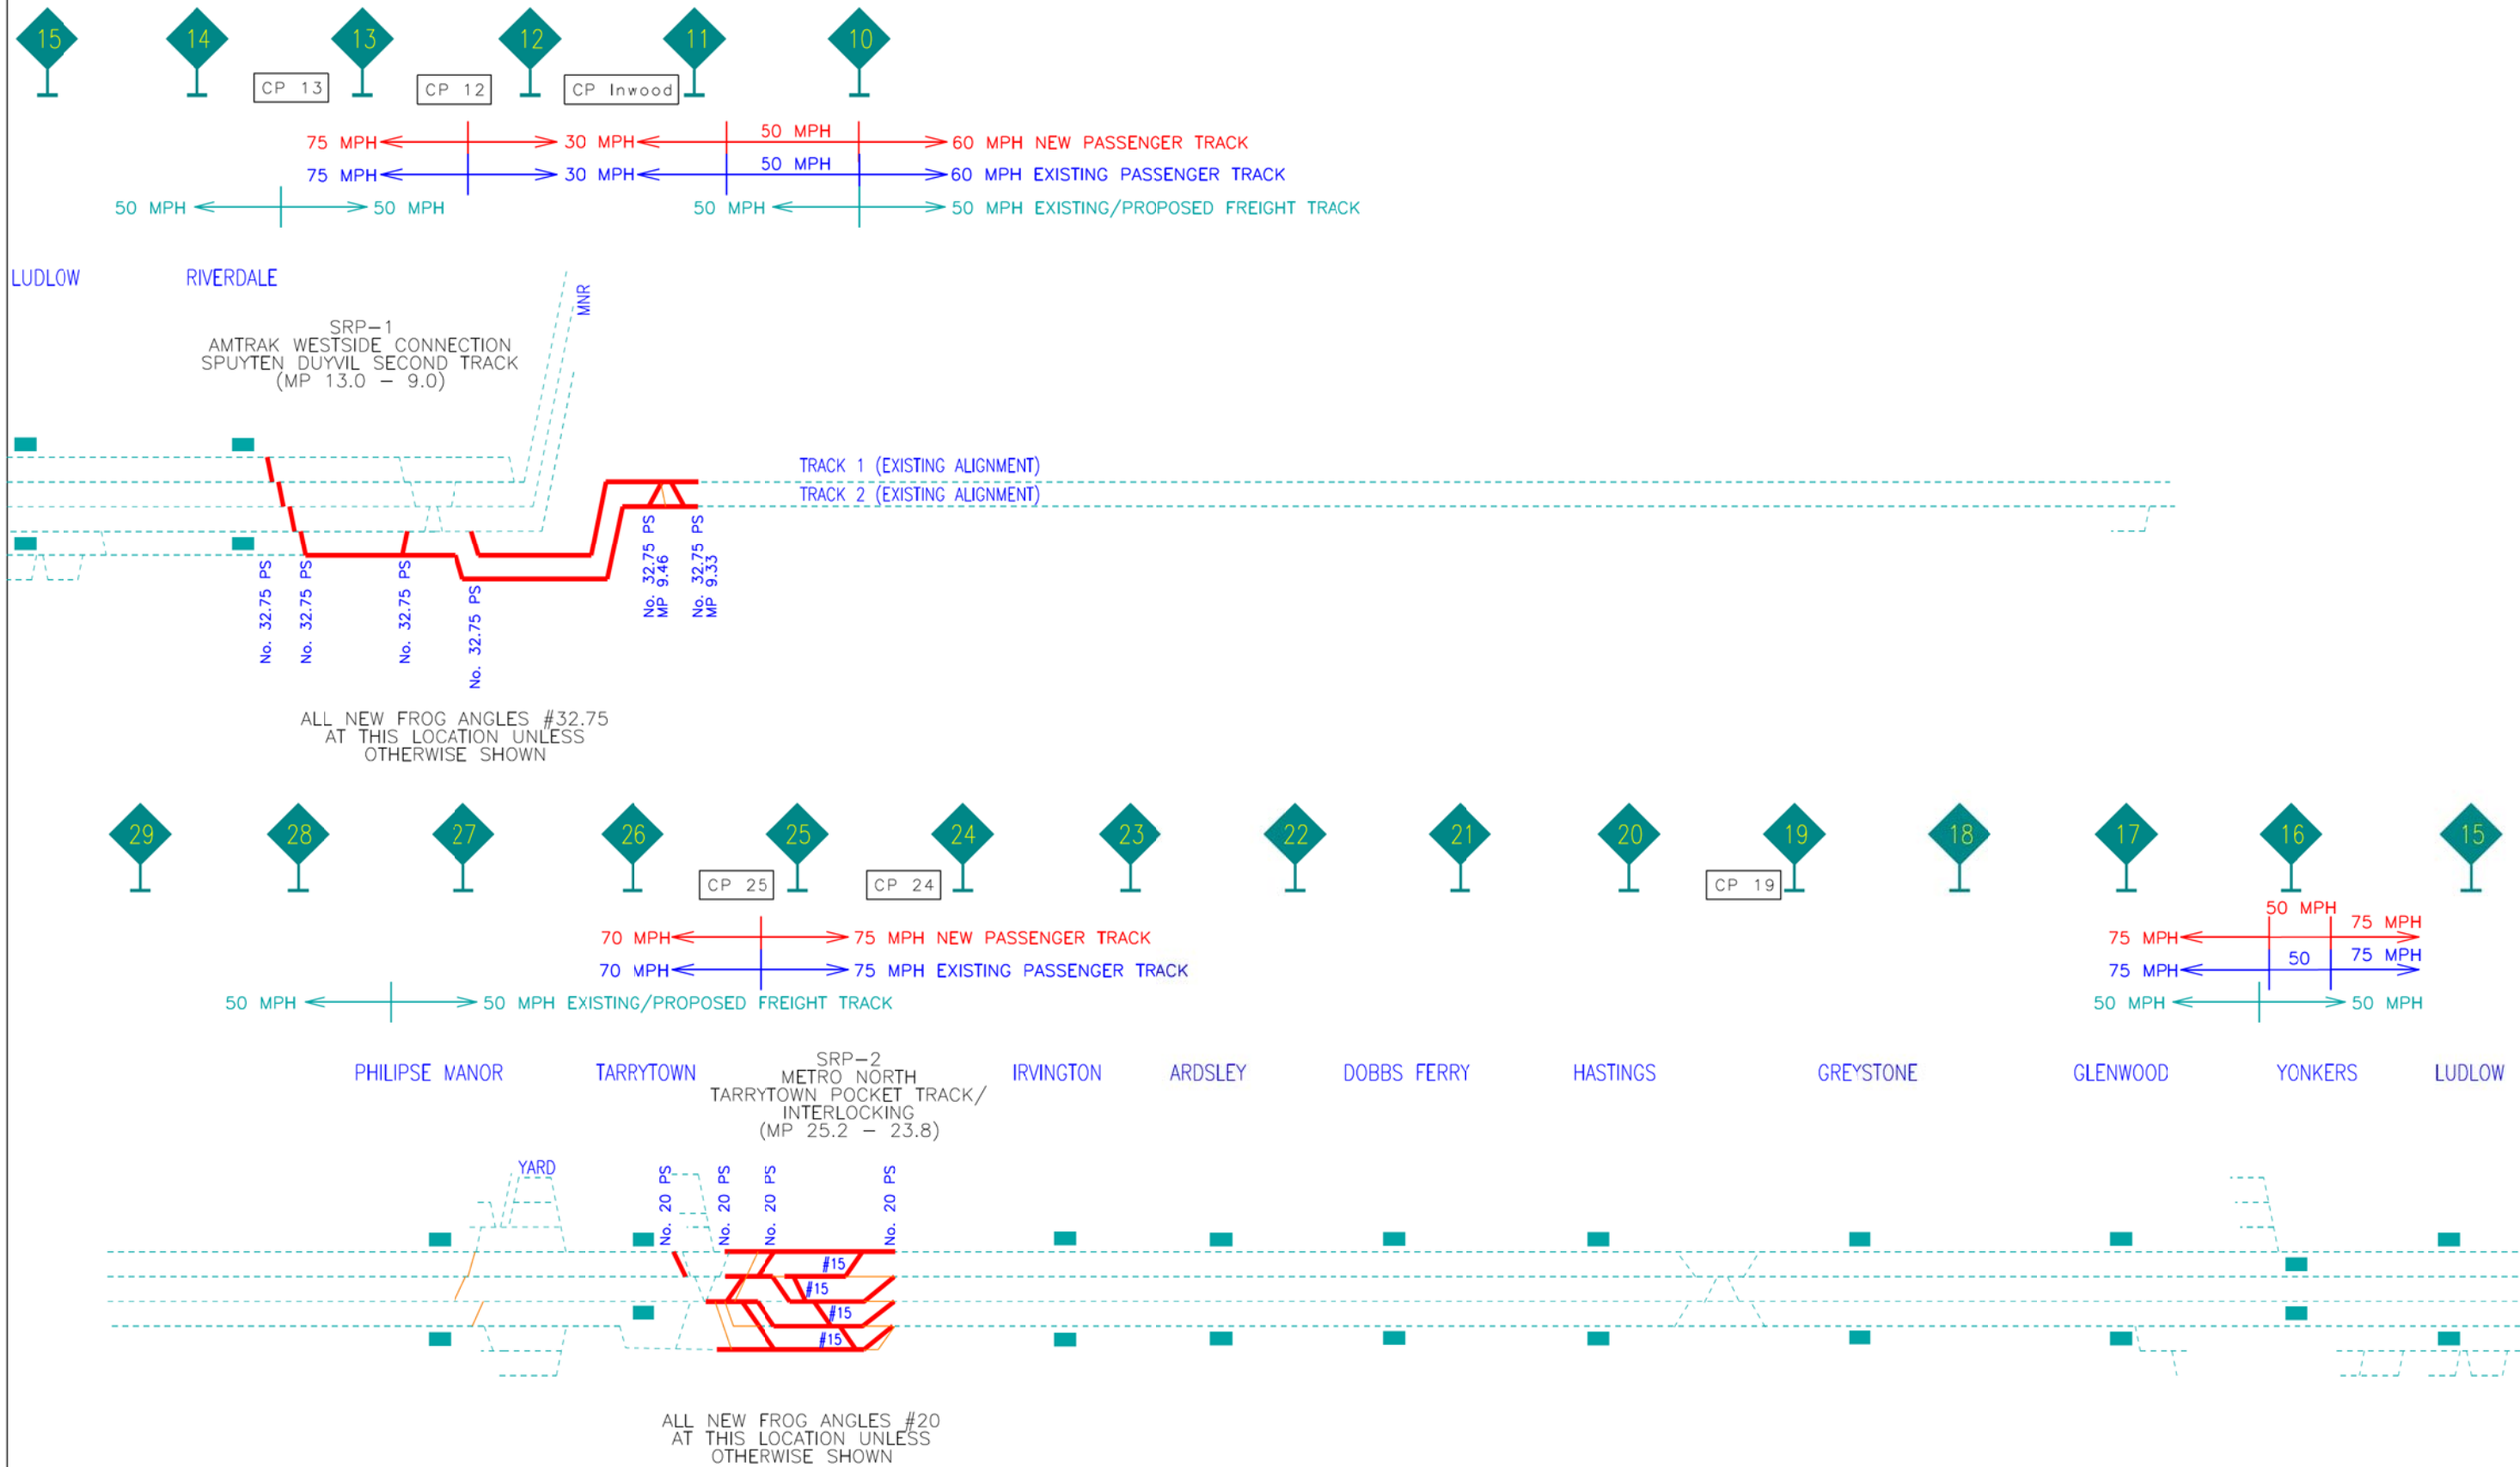 15 14 13 12 11 10
CP 13 CP 12 CP Inwood
75 MPH 30 MPH 50 MPH 60 MPH NEW PASSENGER TRACK
75 MPH 30 MPH 50 MPH 60 MPH EXISTING PASSENGER TRACK
50 MPH 50 MPH 50 MPH 50 MPH EXISTING/PROPOSED FREIGHT TRACK
LUDLOW RIVERDALE
MNR
SRP-1
AMTRAK WESTSIDE CONNECTION
SPUYTEN DUYVIL SECOND TRACK
(MP 13.0 - 9.0)
TRACK 1 (EXISTING ALIGNMENT)
TRACK 2 (EXISTING ALIGNMENT)
No. 32.75 PS
No. 32.75 PS
No. 32.75 PS
No. 32.75 PS
No. 32.75 PS
MP 9.46
No. 32.75 PS
MP 9.33
ALL NEW FROG ANGLES #32.75
AT THIS LOCATION UNLESS
OTHERWISE SHOWN
29 28 27 26 25 24 23 22 21 20 19 18 17 16 15
CP 25 CP 24 CP 19
70 MPH 75 MPH NEW PASSENGER TRACK 75 MPH 50 MPH 75 MPH
70 MPH 75 MPH EXISTING PASSENGER TRACK 75 MPH 50 75 MPH
50 MPH 50 MPH EXISTING/PROPOSED FREIGHT TRACK 50 MPH 50 MPH
PHILIPSE MANOR TARRYTOWN IRVINGTON ARDSLEY DOBBS FERRY HASTINGS GREYSTONE GLENWOOD YONKERS LUDLOW
SRP-2
METRO NORTH
TARRYTOWN POCKET TRACK/
INTERLOCKING
(MP 25.2 - 23.8)
YARD
No. 20 PS
No. 20 PS
No. 20 PS
No. 20 PS
#15
#15
#15
#15
ALL NEW FROG ANGLES #20
AT THIS LOCATION UNLESS
OTHERWISE SHOWN